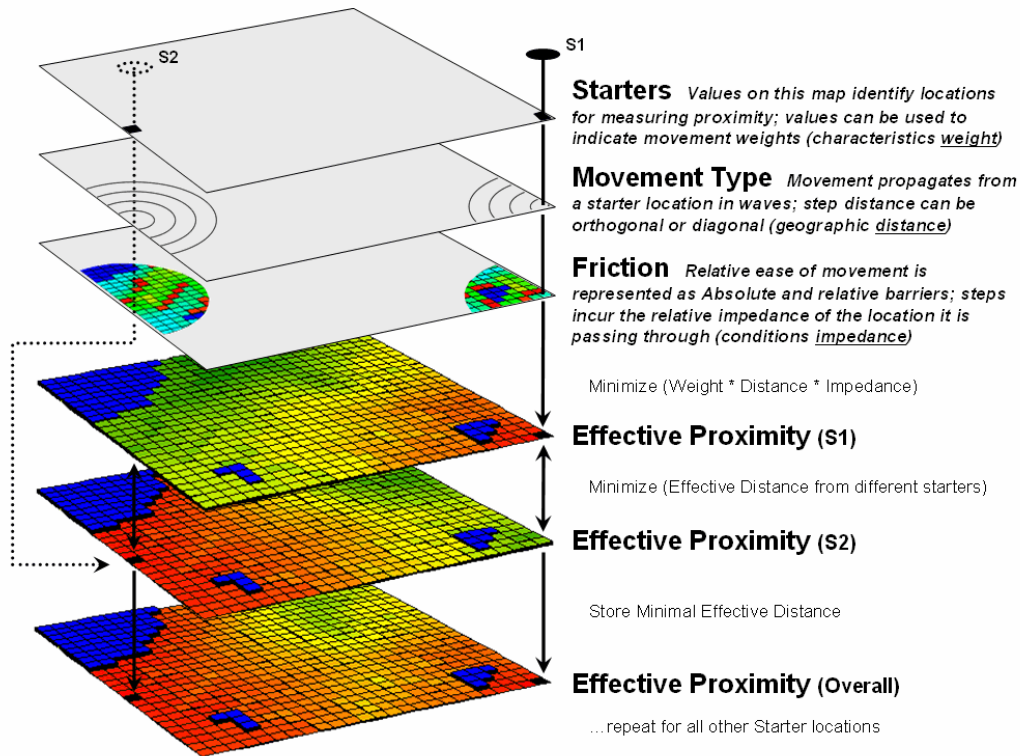 S2
S1
Starters Values on this map identify locations
for measuring proximity; values can be used to
indicate movement weights (characteristics weight)
Movement Type Movement propagates from
a starter location in waves; step distance can be
orthogonal or diagonal (geographic distance)
Friction Relative ease of movement is
represented as Absolute and relative barriers; steps
incur the relative impedance of the location it is
passing through (conditions impedance)
Minimize (Weight * Distance * Impedance)
Effective Proximity (S1)
Minimize (Effective Distance from different starters)
Effective Proximity (S2)
Store Minimal Effective Distance
Effective Proximity (Overall)
…repeat for all other Starter locations